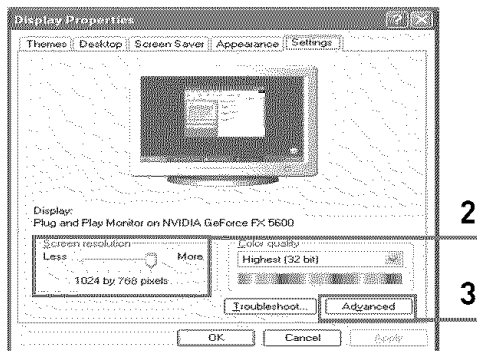 Display Properties
Themes Desktop Screen Saver Appearance Settings
Display:
Plug and Play Monitor on NVIDIA GeForce FX 5600
Screen resolution
Less More
1024 by 768 pixels
Color quality
Highest (32 bit)
2
Troubleshoot... Advanced
3
OK Cancel Apply